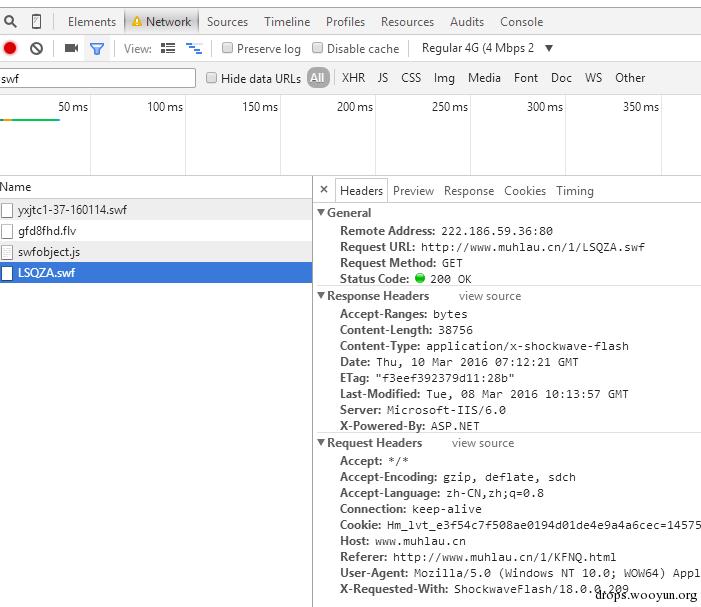 Elements Network Sources Timeline Profiles Resources Audits Console
View: Preserve log Disable cache Regular 4G (4 Mbps 2 ▼
swf Hide data URLs All XHR JS CSS Img Media Font Doc WS Other
50 ms 100 ms 150 ms 200 ms 250 ms 300 ms 350 ms
Name
yxjtc1-37-160114.swf
gfd8fhd.flv
swfobject.js
LSQZA.swf
× Headers Preview Response Cookies Timing
▼General
Remote Address: 222.186.59.36:80
Request URL: http://www.muhlau.cn/1/LSQZA.swf
Request Method: GET
Status Code: 200 OK
▼Response Headers view source
Accept-Ranges: bytes
Content-Length: 38756
Content-Type: application/x-shockwave-flash
Date: Thu, 10 Mar 2016 07:12:21 GMT
ETag: "f3eef392379d11:28b"
Last-Modified: Tue, 08 Mar 2016 10:13:57 GMT
Server: Microsoft-IIS/6.0
X-Powered-By: ASP.NET
▼Request Headers view source
Accept: */*
Accept-Encoding: gzip, deflate, sdch
Accept-Language: zh-CN,zh;q=0.8
Connection: keep-alive
Cookie: Hm_lvt_e3f54c7f508ae0194d01de4e9a4a6cec=14575
Host: www.muhlau.cn
Referer: http://www.muhlau.cn/1/KFNQ.html
User-Agent: Mozilla/5.0 (Windows NT 10.0; WOW64) Appl
X-Requested-With: ShockwaveFlash/18.0.0.209
drops.wooyun.org